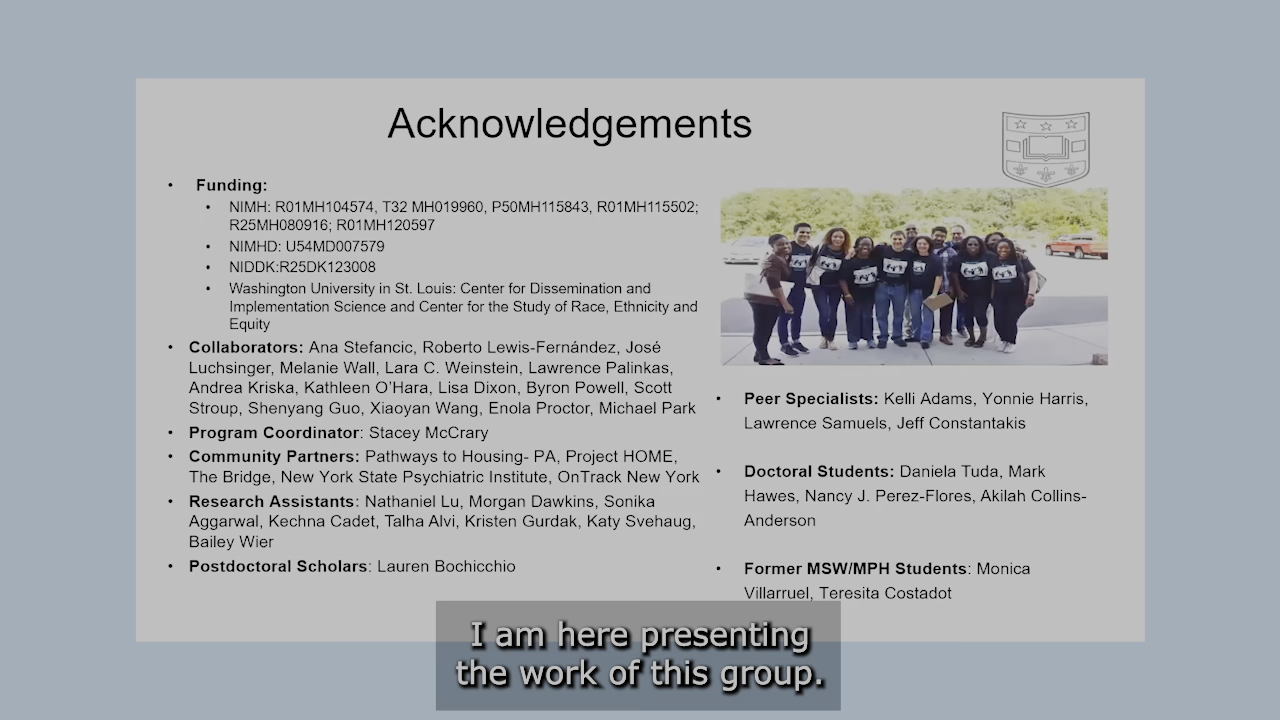 Acknowledgements
• Funding:
• NIMH: R01MH104574, T32 MH019960, P50MH115843, R01MH115502;
R25MH080916; R01MH120597
• NIMHD: U54MD007579
• NIDDK:R25DK123008
• Washington University in St. Louis: Center for Dissemination and
Implementation Science and Center for the Study of Race, Ethnicity and
Equity
• Collaborators: Ana Stefancic, Roberto Lewis-Fernández, José
Luchsinger, Melanie Wall, Lara C. Weinstein, Lawrence Palinkas,
Andrea Kriska, Kathleen O’Hara, Lisa Dixon, Byron Powell, Scott
Stroup, Shenyang Guo, Xiaoyan Wang, Enola Proctor, Michael Park
• Program Coordinator: Stacey McCrary
• Community Partners: Pathways to Housing- PA, Project HOME,
The Bridge, New York State Psychiatric Institute, OnTrack New York
• Research Assistants: Nathaniel Lu, Morgan Dawkins, Sonika
Aggarwal, Kechna Cadet, Talha Alvi, Kristen Gurdak, Katy Svehaug,
Bailey Wier
• Postdoctoral Scholars: Lauren Bochicchio
• Peer Specialists: Kelli Adams, Yonnie Harris,
Lawrence Samuels, Jeff Constantakis
• Doctoral Students: Daniela Tuda, Mark
Hawes, Nancy J. Perez-Flores, Akilah Collins-
Anderson
• Former MSW/MPH Students: Monica
Villarruel, Teresita Costadot
I am here presenting
the work of this group.